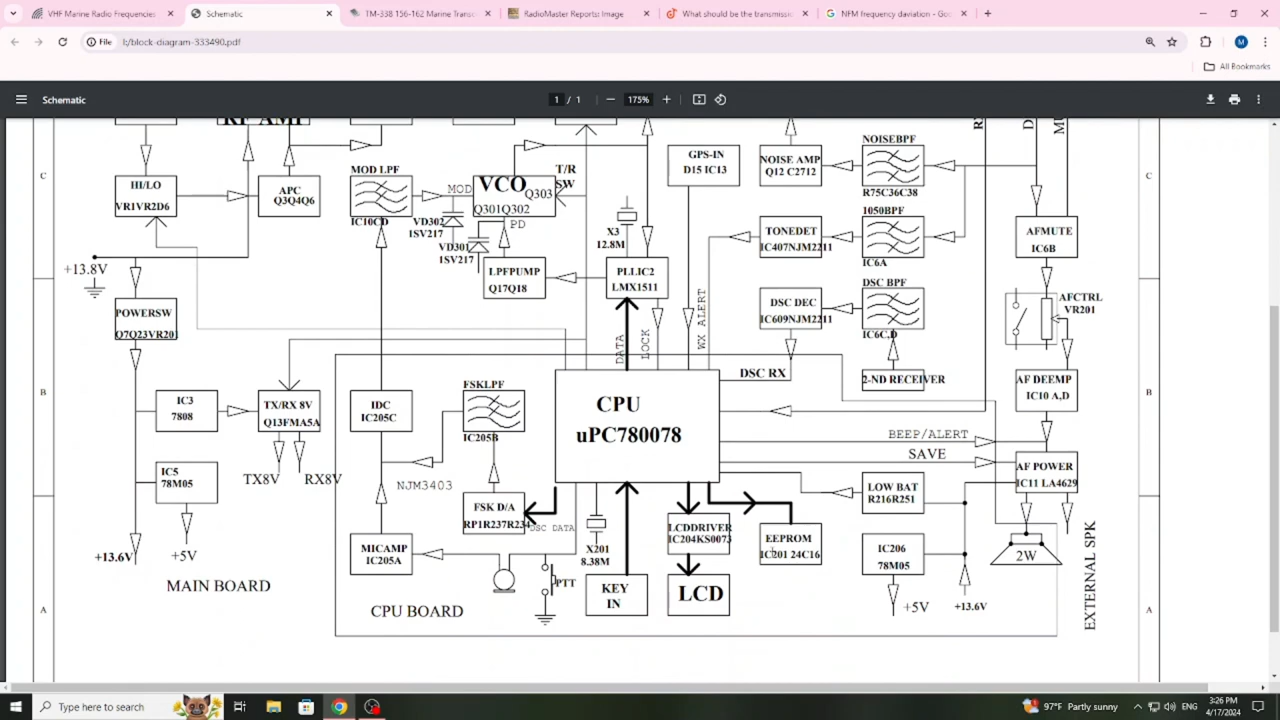 VHF Marine Radio Frequencies
Schematic
TM-338 156-162 Marine Trans
RadioMaster Reports: Image
What should be the transmissi
NFM frequency deviation - Goo
File
block-diagram-333490.pdf
M
All Bookmarks
Schematic
1 / 1
175%
RF AMP
C
HI/LO
VR1VR2D6
APC
Q3Q4Q6
MOD LPF
IC10CD
MOD
VCO
Q303
Q301Q302
T/R
SW
PD
VD302
1SV217
VD301
1SV217
X3
12.8M
GPS-IN
D15 IC13
NOISE AMP
Q12 C2712
NOISEBPF
R75C36C38
C
1050BPF
TONEDET
IC407NJM2211
IC6A
AFMUTE
IC6B
+13.8V
LPFPUMP
Q17Q18
PLLIC2
LMX1511
POWERSW
Q7Q23VR201
DATA
LOCK
WX ALERT
DSC BPF
DSC DEC
IC609NJM2211
IC6C,D
AFCTRL
VR201
B
IC3
7808
TX/RX 8V
Q13FMA5A
IDC
IC205C
FSKLPF
IC205B
CPU
uPC780078
DSC RX
2-ND RECEIVER
AF DEEMP
IC10 A,D
B
BEEP/ALERT
SAVE
IC5
78M05
TX8V
RX8V
NJM3403
LOW BAT
R216R251
AF POWER
IC11 LA4629
FSK D/A
DSC DATA
X201
8.38M
LCDDRIVER
IC204KS0073
EEPROM
IC201 24C16
+13.6V
+5V
MAIN BOARD
MICAMP
IC205A
PTT
KEY
IN
LCD
IC206
78M05
2W
EXTERNAL SPK
A
CPU BOARD
+5V
+13.6V
A
Type here to search
97°F Partly sunny
3:26 PM
4/17/2024